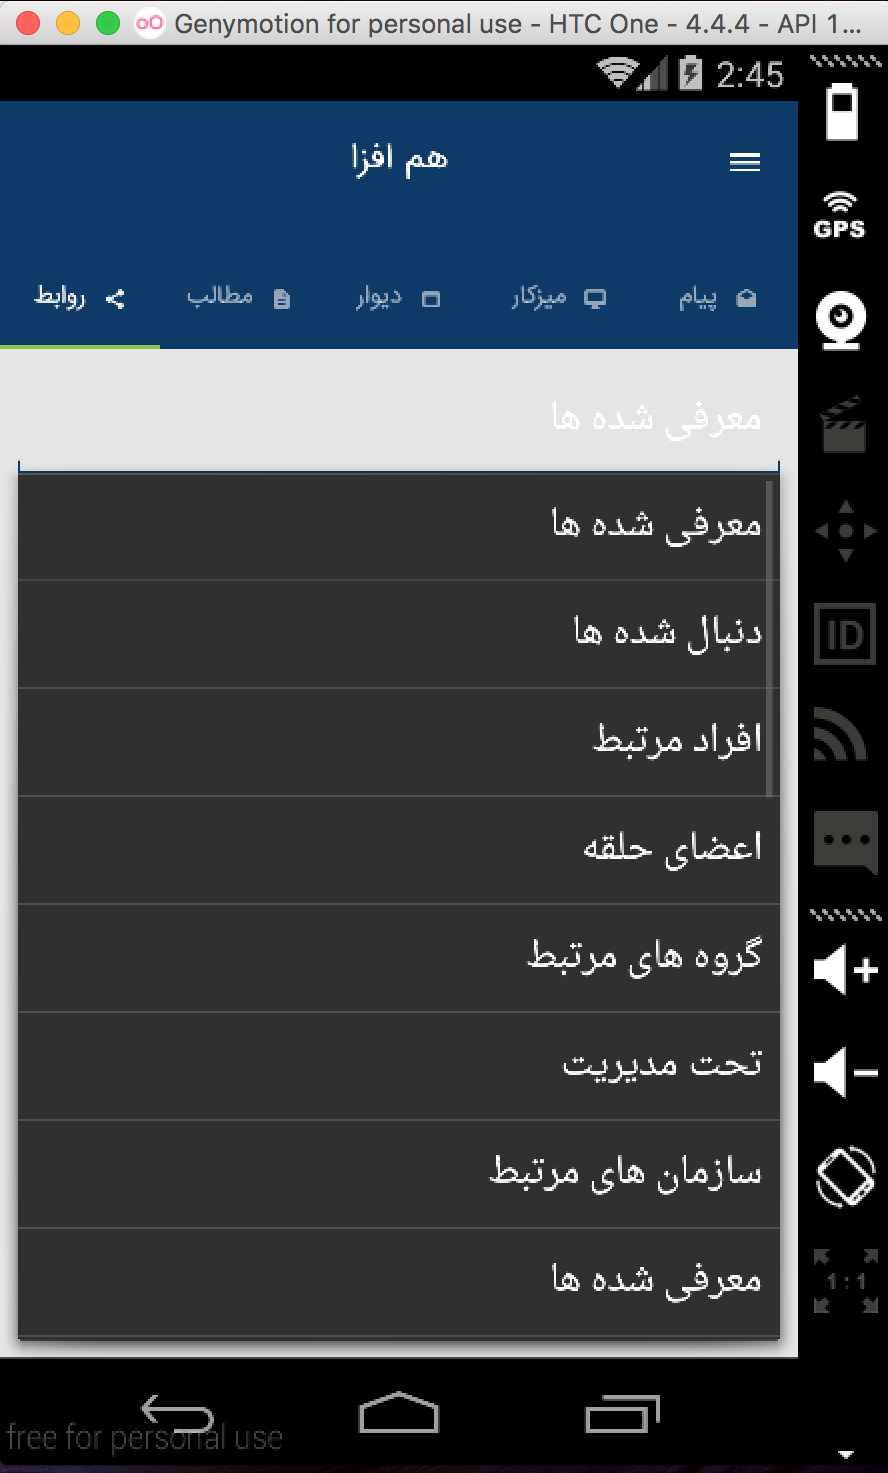 Genymotion for personal use - HTC One - 4.4.4 - API 1...
2:45
هم افزا
پیام
میزکار
دیوار
مطالب
روابط
معرفی شده ها
معرفی شده ها
دنبال شده ها
افراد مرتبط
اعضای حلقه
گروه های مرتبط
تحت مدیریت
سازمان های مرتبط
معرفی شده ها
free for personal use
GPS
ID
1:1